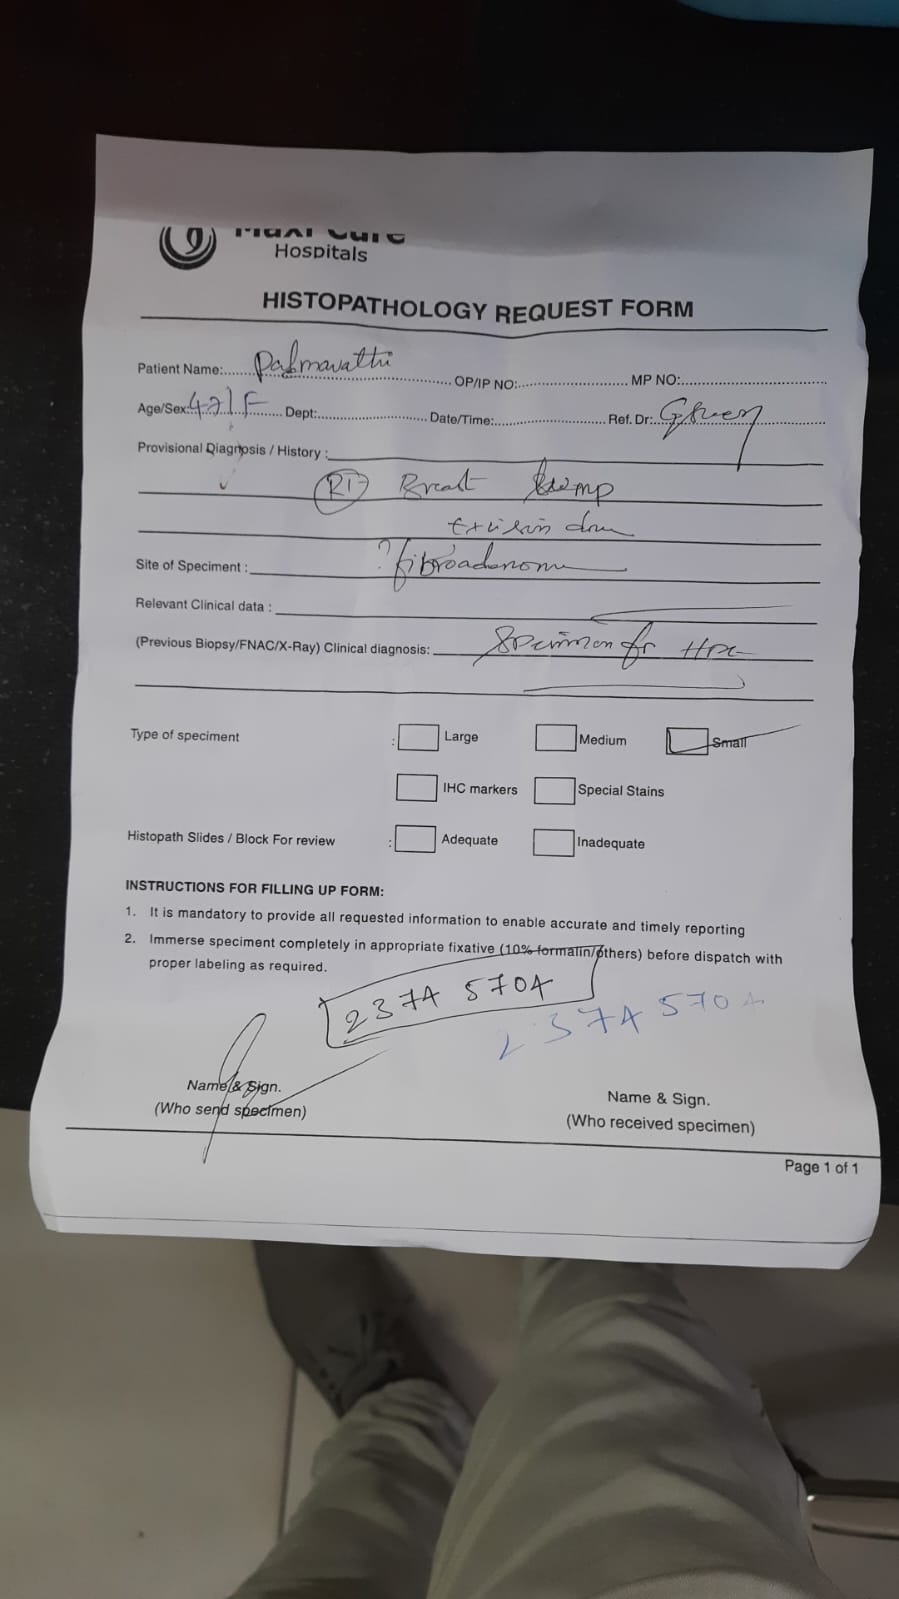 Maxi Care
Hospitals
HISTOPATHOLOGY REQUEST FORM
Patient Name: Padmavathi OP/IP NO: MP NO:
Age/Sex: 42/F Dept: Date/Time: Ref. Dr:
Provisional Diagnosis / History :
RT Breast lump
Excision done
Site of Speciment : ? fibroadenoma
Relevant Clinical data :
(Previous Biopsy/FNAC/X-Ray) Clinical diagnosis: Specimen for HPE
Type of speciment : Large Medium Small
IHC markers Special Stains
Histopath Slides / Block For review : Adequate Inadequate
INSTRUCTIONS FOR FILLING UP FORM:
1. It is mandatory to provide all requested information to enable accurate and timely reporting
2. Immerse speciment completely in appropriate fixative (10% formalin/others) before dispatch with
proper labeling as required.
2374 5704
2374 5704
Name & Sign. Name & Sign.
(Who send specimen) (Who received specimen)
Page 1 of 1